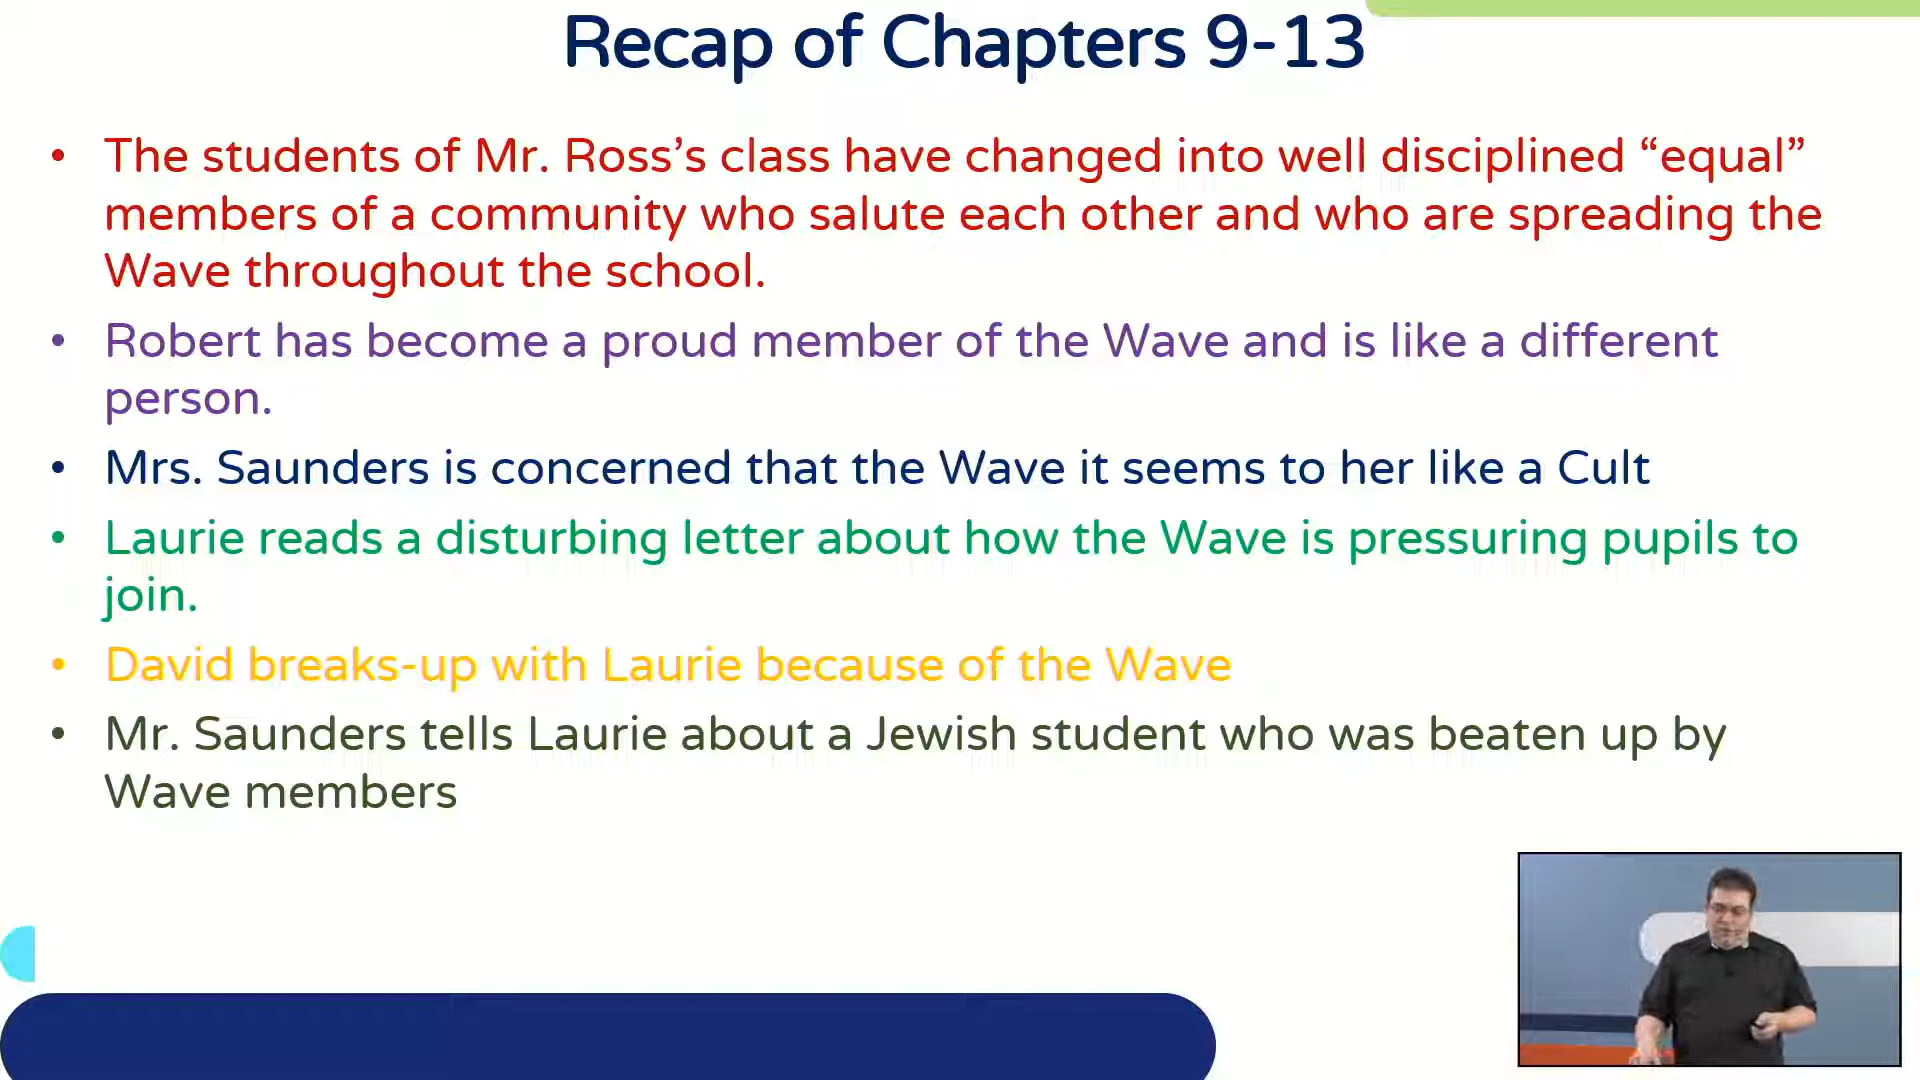 Recap of Chapters 9-13
• The students of Mr. Ross’s class have changed into well disciplined “equal”
members of a community who salute each other and who are spreading the
Wave throughout the school.
• Robert has become a proud member of the Wave and is like a different
person.
• Mrs. Saunders is concerned that the Wave it seems to her like a Cult
• Laurie reads a disturbing letter about how the Wave is pressuring pupils to
join.
• David breaks-up with Laurie because of the Wave
• Mr. Saunders tells Laurie about a Jewish student who was beaten up by
Wave members